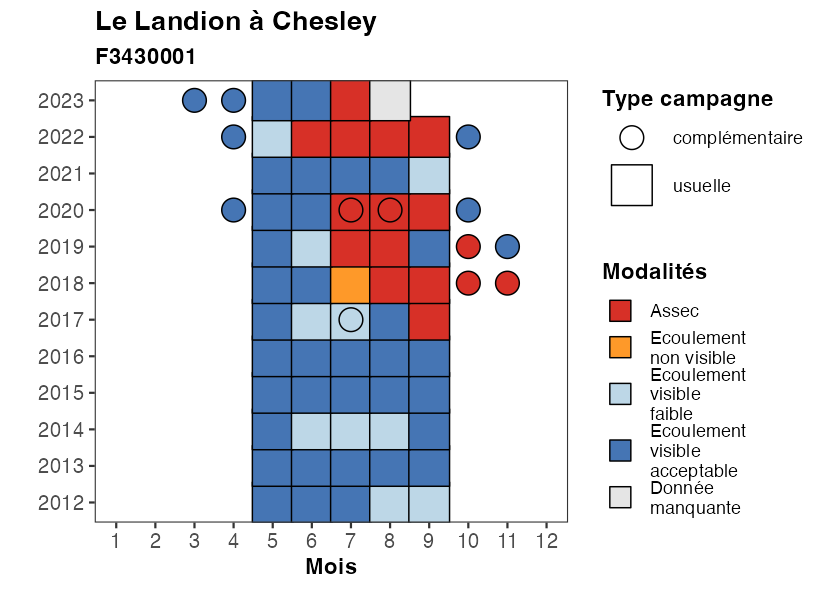 Le Landion à Chesley
F3430001
2023
2022
2021
2020
2019
2018
2017
2016
2015
2014
2013
2012
1 2 3 4 5 6 7 8 9 10 11 12
Mois
Type campagne
complémentaire
usuelle
Modalités
Assec
Ecoulement
non visible
Ecoulement
visible
faible
Ecoulement
visible
acceptable
Donnée
manquante